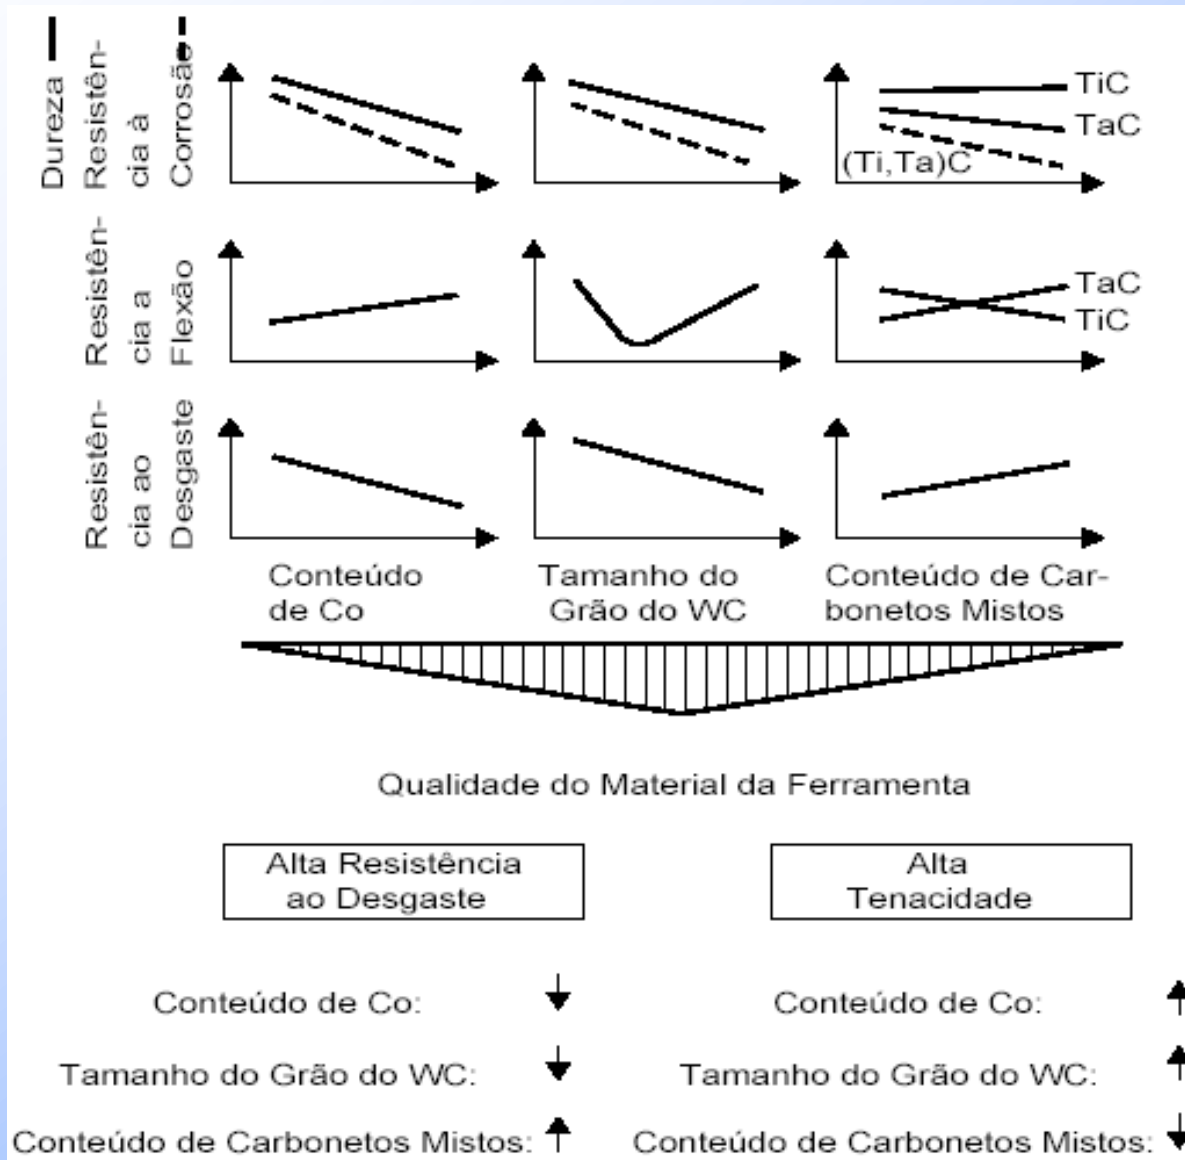 Dureza
Resistên-
cia à
Corrosão
TiC
TaC
(Ti,Ta)C
Resistên-
cia a
Flexão
TaC
TiC
Resistên-
cia ao
Desgaste
Conteúdo
de Co
Tamanho do
Grão do WC
Conteúdo de Car-
bonetos Mistos
Qualidade do Material da Ferramenta
Alta Resistência
ao Desgaste
Alta
Tenacidade
Conteúdo de Co:
Conteúdo de Co:
Tamanho do Grão do WC:
Tamanho do Grão do WC:
Conteúdo de Carbonetos Mistos:
Conteúdo de Carbonetos Mistos: